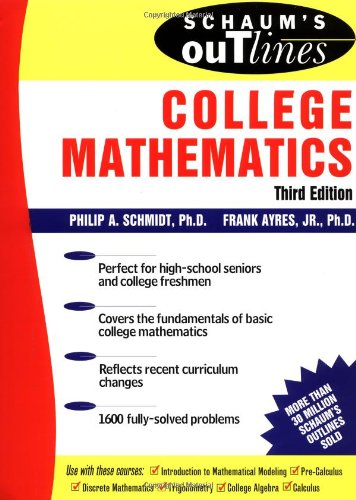 SCHAUM'S
ouTlines
COLLEGE
MATHEMATICS
Third Edition
PHILIP A. SCHMIDT, Ph.D. FRANK AYRES, JR., Ph.D.
Perfect for high-school seniors
and college freshmen
Covers the fundamentals of basic
college mathematics
Reflects recent curriculum
changes
1600 fully-solved problems
MORE THAN
30 MILLION
SCHAUM'S
OUTLINES
SOLD
Use with these courses: Introduction to Mathematical Modeling Pre-Calculus
Discrete Mathematics Trigonometry College Algebra Calculus